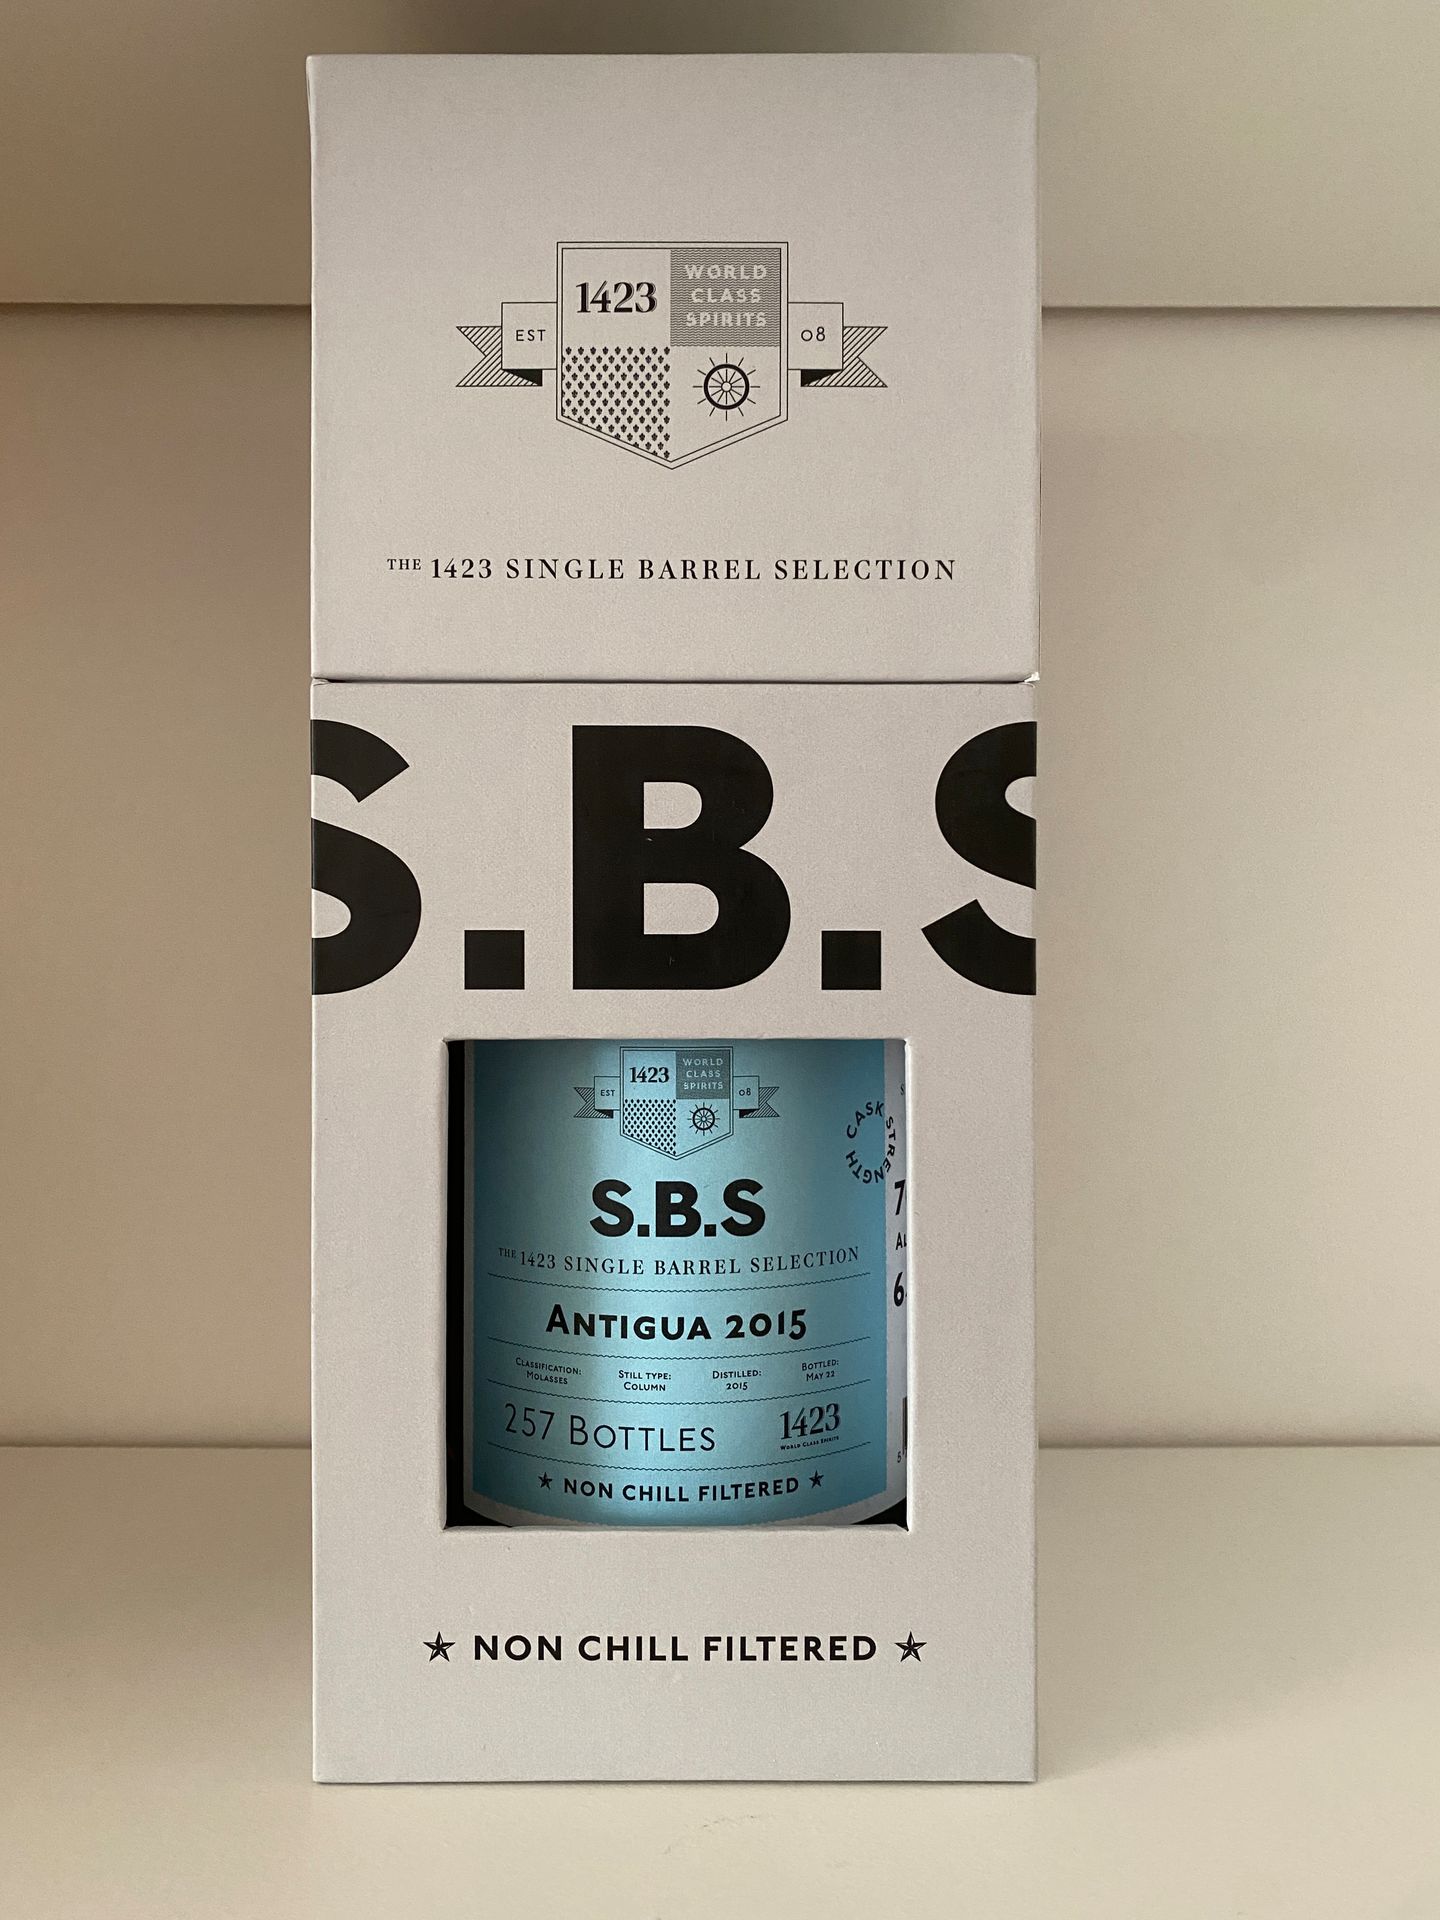 1423
WORLD
CLASS
SPIRITS
EST
08
THE 1423 SINGLE BARREL SELECTION
S.B.S
1423
WORLD
CLASS
SPIRITS
EST
08
CASK STRENGTH
S.B.S
THE 1423 SINGLE BARREL SELECTION
ANTIGUA 2015
CLASSIFICATION:
MOLASSES
STILL TYPE:
COLUMN
DISTILLED:
2015
BOTTLED:
MAY 22
257 BOTTLES
1423
WORLD CLASS SPIRITS
★ NON CHILL FILTERED ★
★ NON CHILL FILTERED ★